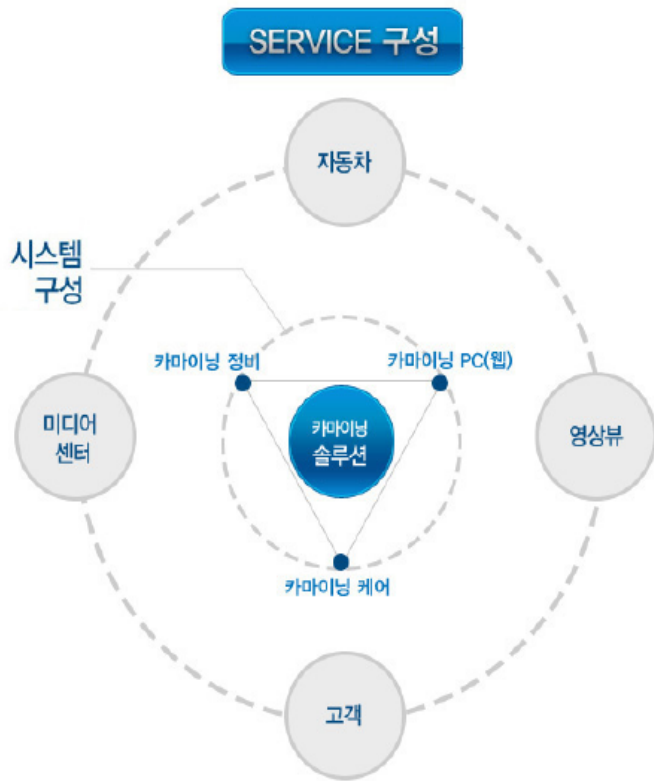 SERVICE 구성
자동차
시스템
구성
카마이닝 정비
카마이닝 PC(웹)
미디어
센터
카마이닝
솔루션
영상뷰
카마이닝 케어
고객